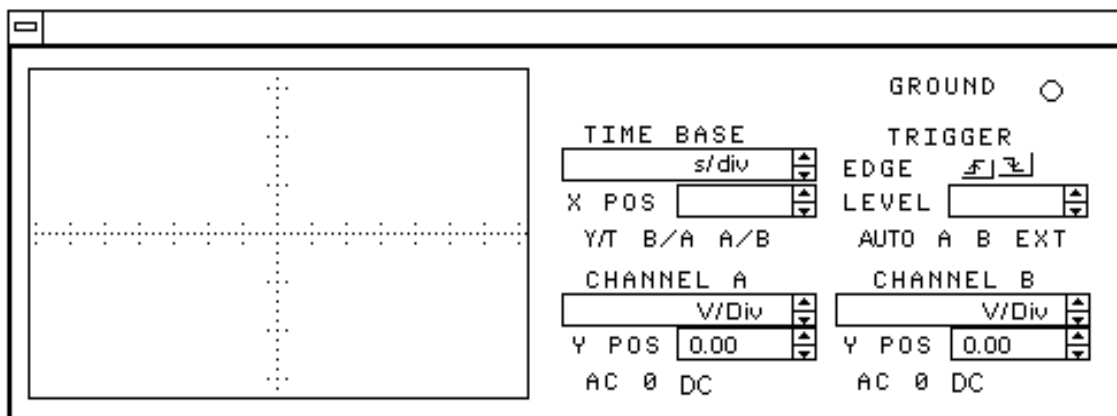 GROUND
TIME BASE
TRIGGER
s/div
EDGE
X POS
LEVEL
Y/T B/A A/B
AUTO A B EXT
CHANNEL A
CHANNEL B
V/Div
V/Div
Y POS 0.00
Y POS 0.00
AC 0 DC
AC 0 DC